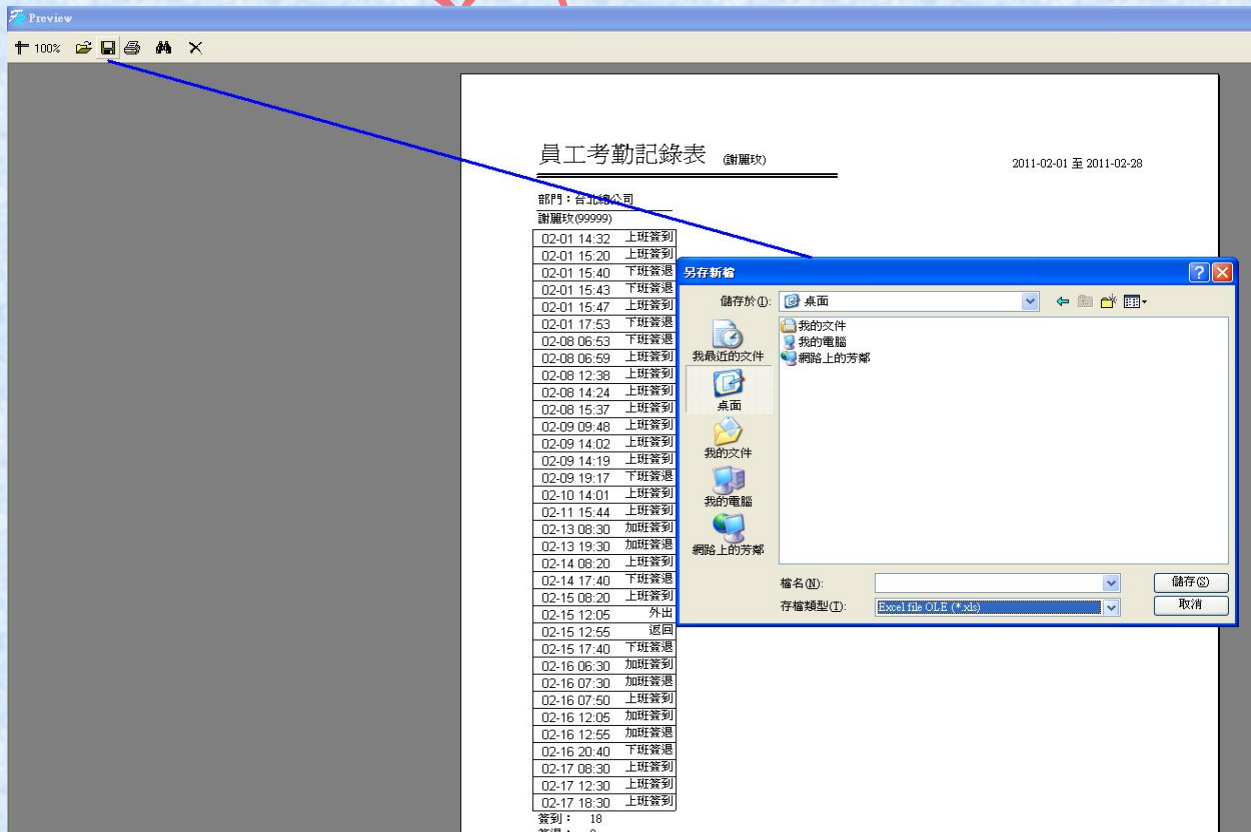 Preview
100%
員工考勤記錄表 (謝麗玫)
2011-02-01 至 2011-02-28
部門：台北總公司
謝麗玫(99999)
02-01 14:32 上班簽到
02-01 15:20 上班簽到
02-01 15:40 下班簽退
02-01 15:43 下班簽退
02-01 15:47 上班簽到
02-01 17:53 下班簽退
02-08 06:53 下班簽退
02-08 06:59 上班簽到
02-08 12:38 上班簽到
02-08 14:24 上班簽到
02-08 15:37 上班簽到
02-09 09:48 上班簽到
02-09 14:02 上班簽到
02-09 14:19 上班簽到
02-09 19:17 下班簽退
02-10 14:01 上班簽到
02-11 15:44 上班簽到
02-13 08:30 加班簽到
02-13 19:30 加班簽退
02-14 08:20 上班簽到
02-14 17:40 下班簽退
02-15 08:20 上班簽到
02-15 12:05 外出
02-15 12:55 返回
02-15 17:40 下班簽退
02-16 06:30 加班簽到
02-16 07:30 加班簽退
02-16 07:50 上班簽到
02-16 12:05 加班簽到
02-16 12:55 加班簽退
02-16 20:40 下班簽退
02-17 08:30 上班簽到
02-17 12:30 上班簽到
02-17 18:30 上班簽到
簽到： 18
另存新檔
儲存於(I):
桌面
我最近的文件
桌面
我的文件
我的電腦
網路上的芳鄰
我的文件
我的電腦
網路上的芳鄰
檔名(N):
儲存(S)
存檔類型(T):
Excel file OLE (*.xls)
取消